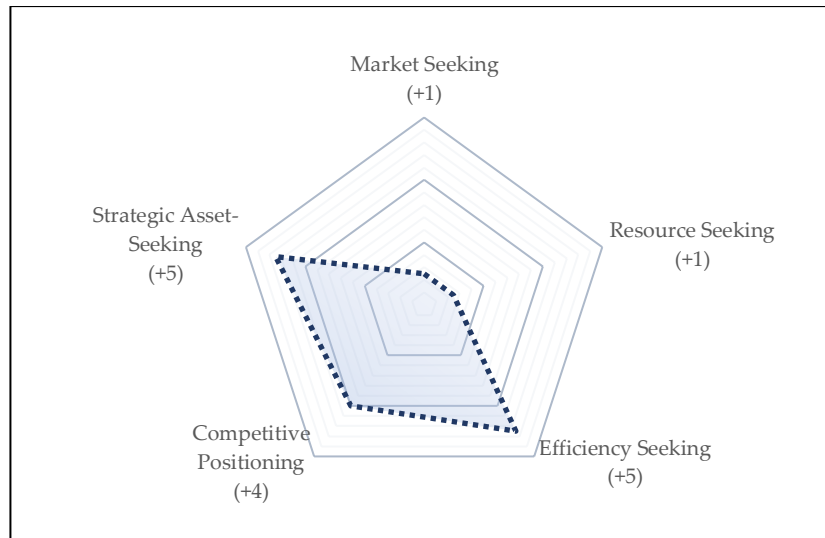 Market Seeking
(+1)
Strategic Asset-
Seeking
(+5)
Resource Seeking
(+1)
Competitive
Positioning
(+4)
Efficiency Seeking
(+5)